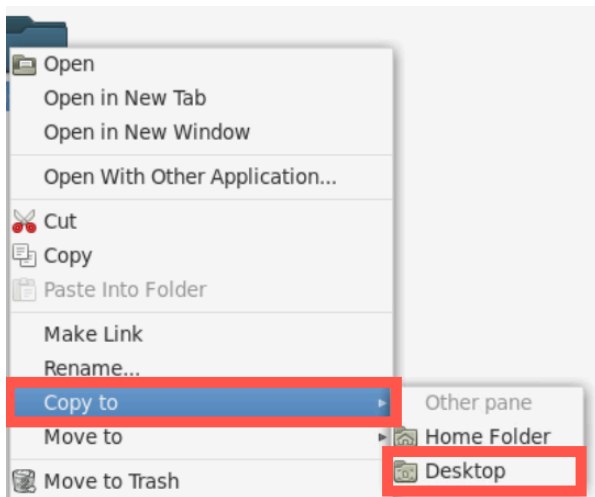 Open
Open in New Tab
Open in New Window
Open With Other Application...
Cut
Copy
Paste Into Folder
Make Link
Rename...
Copy to
Move to
Move to Trash
Other pane
Home Folder
Desktop